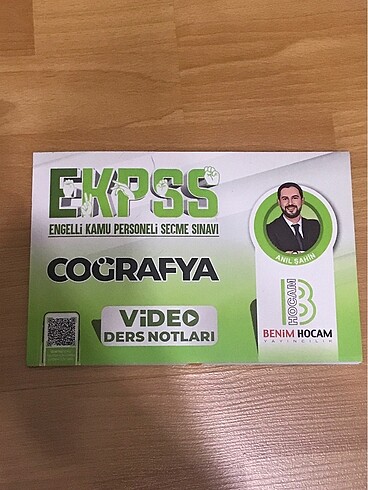 EKPSS
ENGELLİ KAMU PERSONELİ SEÇME SINAVI
COĞRAFYA
ANIL ŞAHİN
VİDEO
DERS NOTLARI
HOCAM
B
BENİM HOCAM
YAYINCILIK